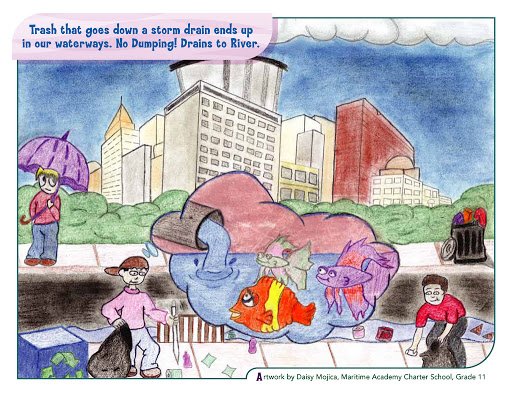 Trash that goes down a storm drain ends up
in our waterways. No Dumping! Drains to River.
Artwork by Daisy Mojica, Maritime Academy Charter School, Grade 11